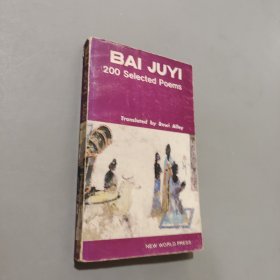 BAI JUYI
200 Selected Poems
Translated by Rewi Alley
NEW WORLD PRESS